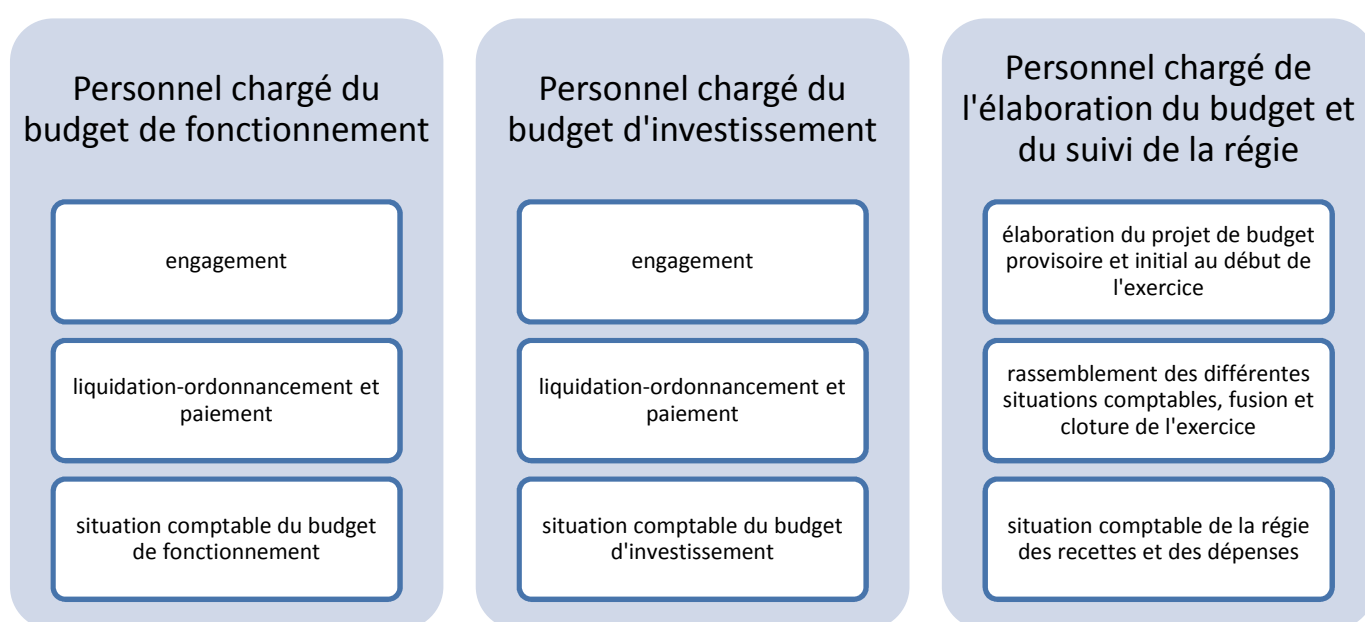 Personnel chargé du
budget de fonctionnement
engagement
liquidation-ordonnancement et
paiement
situation comptable du budget
de fonctionnement
Personnel chargé du
budget d'investissement
engagement
liquidation-ordonnancement et
paiement
situation comptable du budget
d'investissement
Personnel chargé de
l'élaboration du budget et
du suivi de la régie
élaboration du projet de budget
provisoire et initial au début de
l'exercice
rassemblement des différentes
situations comptables, fusion et
cloture de l'exercice
situation comptable de la régie
des recettes et des dépenses